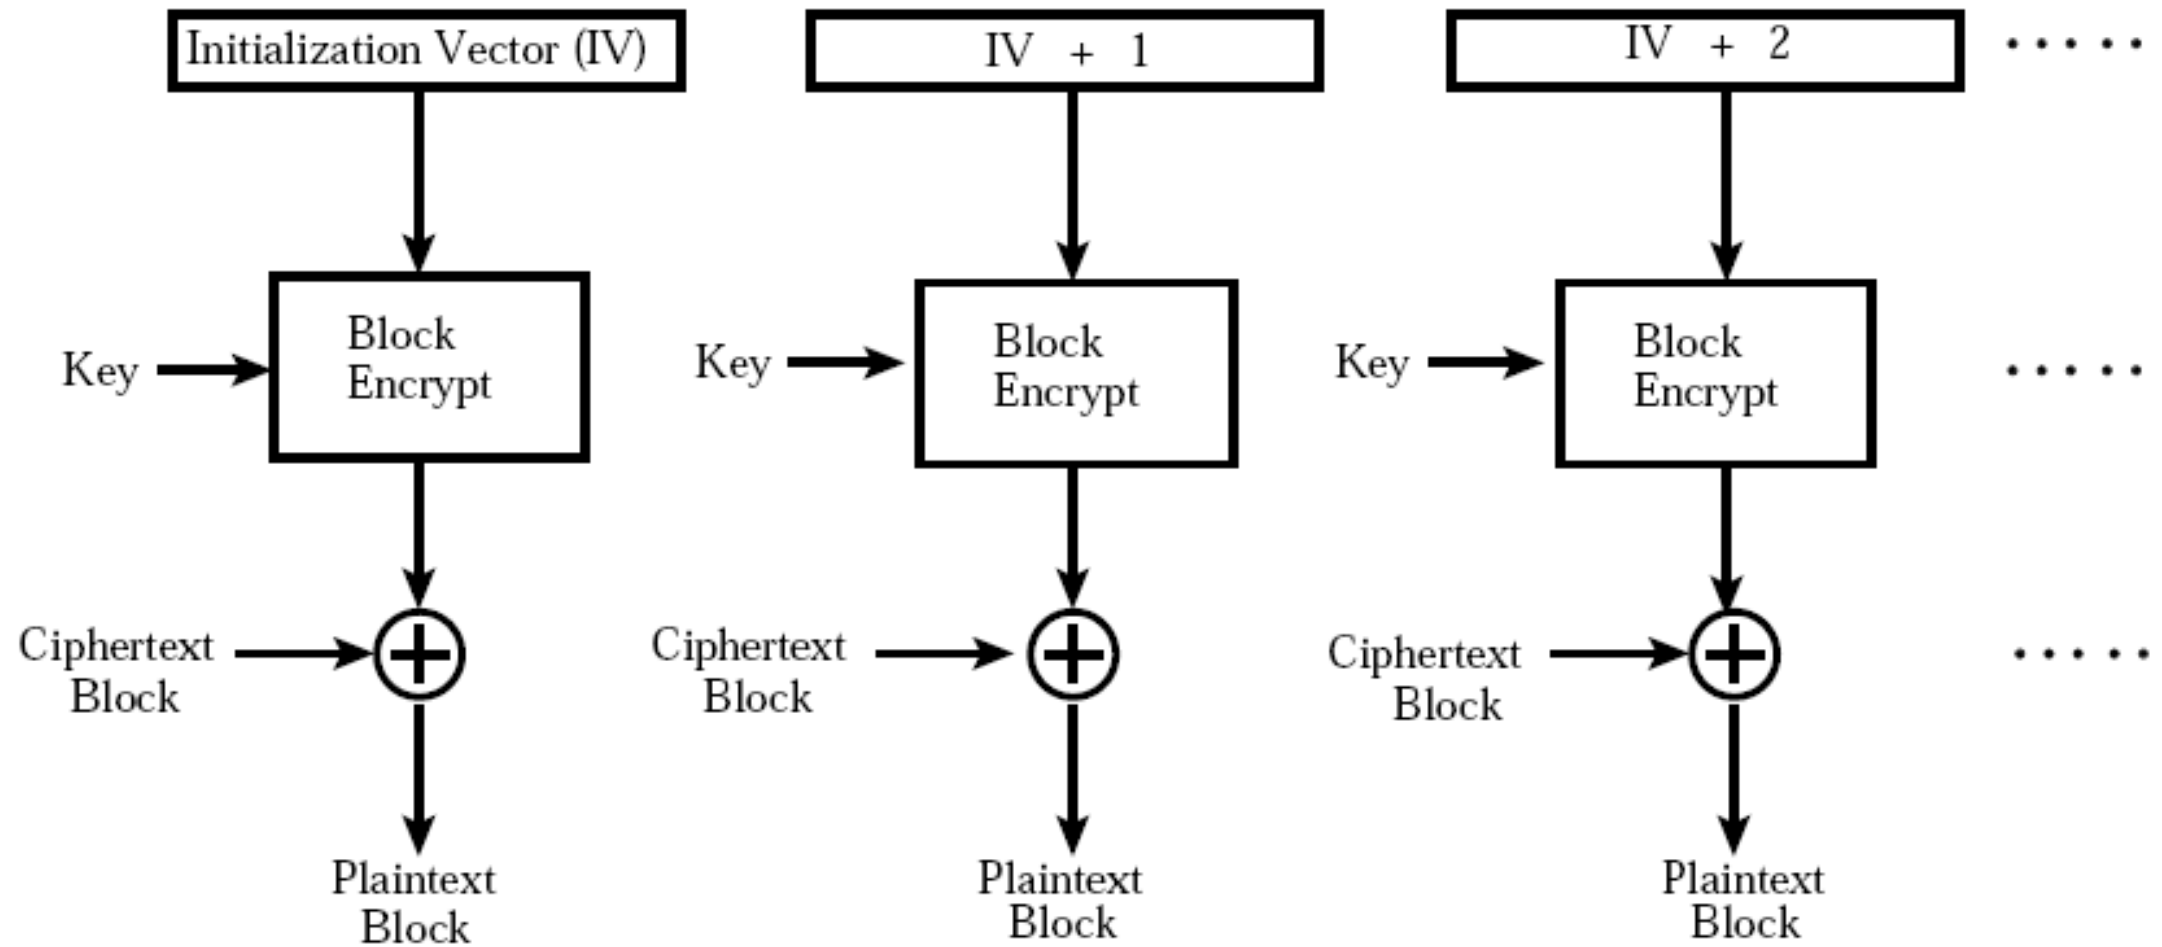 Initialization Vector (IV)
IV + 1
IV + 2
.....
Key
Block
Encrypt
Key
Block
Encrypt
Key
Block
Encrypt
.....
Ciphertext
Block
Ciphertext
Block
Ciphertext
Block
.....
Plaintext
Block
Plaintext
Block
Plaintext
Block